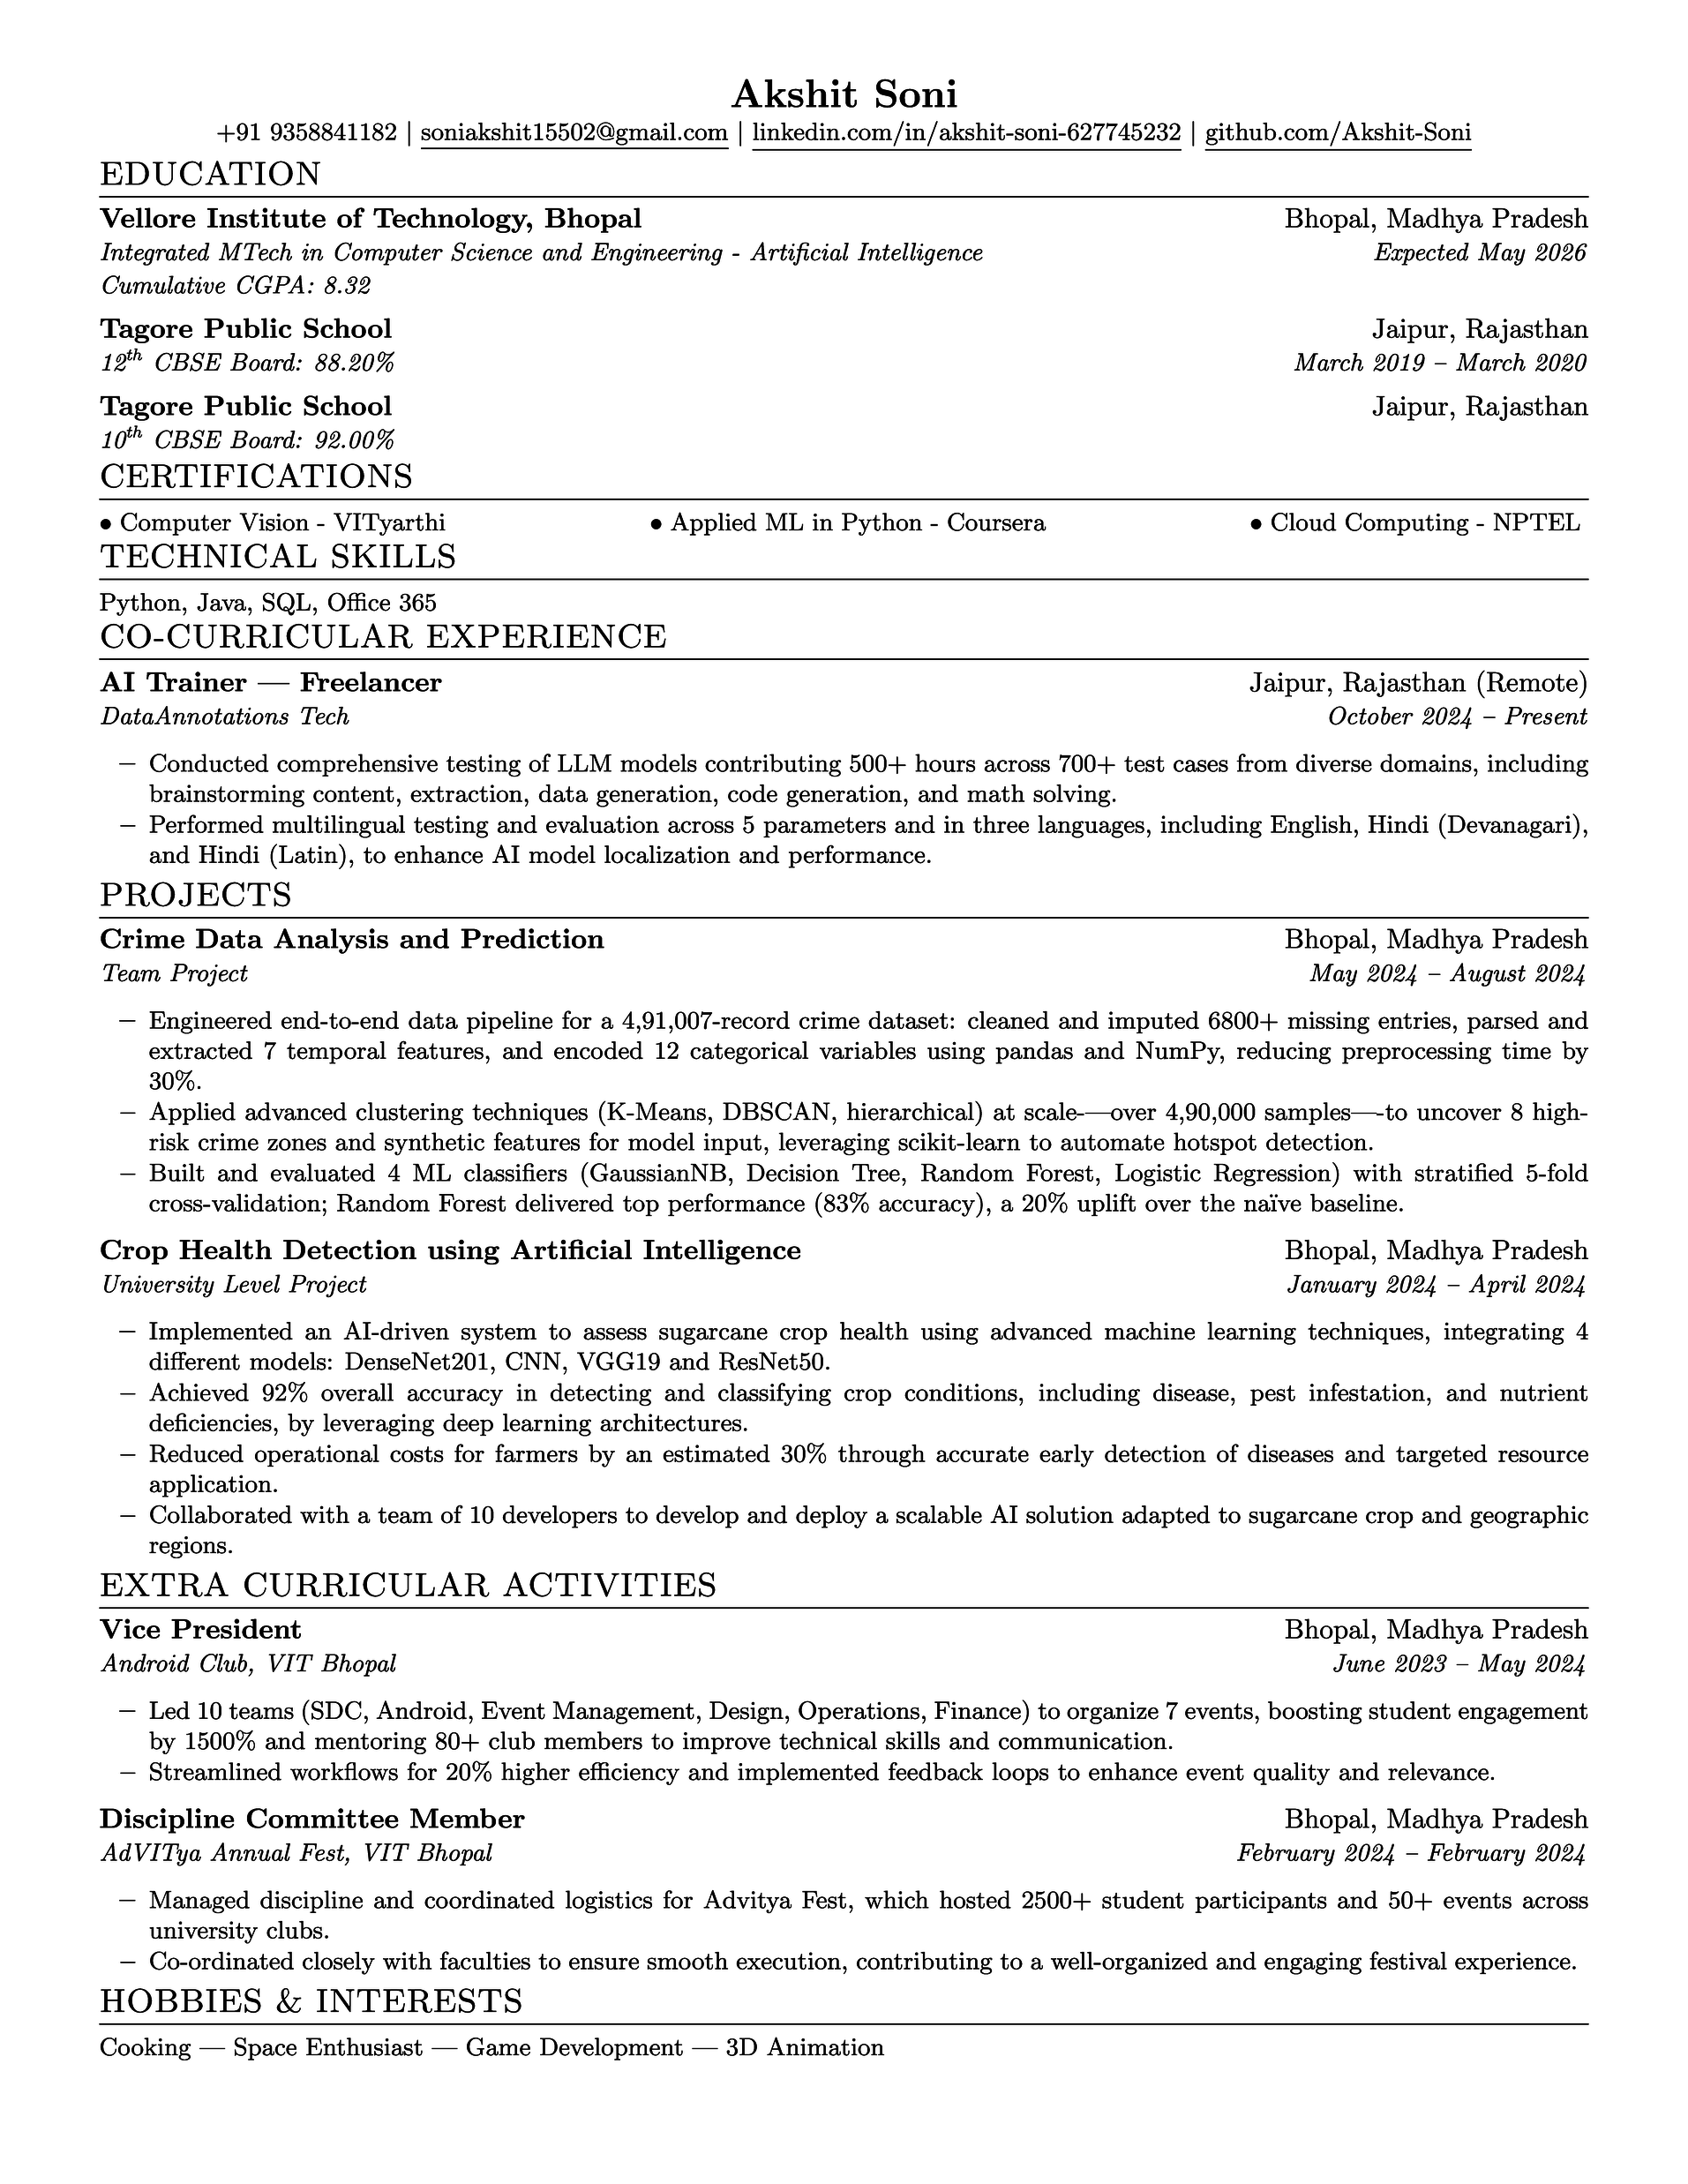 Akshit Soni
+91 9358841182 | soniakshit15502@gmail.com | linkedin.com/in/akshit-soni-627745232 | github.com/Akshit-Soni
EDUCATION
Vellore Institute of Technology, Bhopal Bhopal, Madhya Pradesh
Integrated MTech in Computer Science and Engineering - Artificial Intelligence Expected May 2026
Cumulative CGPA: 8.32
Tagore Public School Jaipur, Rajasthan
12th CBSE Board: 88.20% March 2019 – March 2020
Tagore Public School Jaipur, Rajasthan
10th CBSE Board: 92.00%
CERTIFICATIONS
• Computer Vision - VITyarthi • Applied ML in Python - Coursera • Cloud Computing - NPTEL
TECHNICAL SKILLS
Python, Java, SQL, Office 365
CO-CURRICULAR EXPERIENCE
AI Trainer — Freelancer Jaipur, Rajasthan (Remote)
DataAnnotations Tech October 2024 – Present
– Conducted comprehensive testing of LLM models contributing 500+ hours across 700+ test cases from diverse domains, including
brainstorming content, extraction, data generation, code generation, and math solving.
– Performed multilingual testing and evaluation across 5 parameters and in three languages, including English, Hindi (Devanagari),
and Hindi (Latin), to enhance AI model localization and performance.
PROJECTS
Crime Data Analysis and Prediction Bhopal, Madhya Pradesh
Team Project May 2024 – August 2024
– Engineered end-to-end data pipeline for a 4,91,007-record crime dataset: cleaned and imputed 6800+ missing entries, parsed and
extracted 7 temporal features, and encoded 12 categorical variables using pandas and NumPy, reducing preprocessing time by
30%.
– Applied advanced clustering techniques (K-Means, DBSCAN, hierarchical) at scale-—over 4,90,000 samples—-to uncover 8 high-
risk crime zones and synthetic features for model input, leveraging scikit-learn to automate hotspot detection.
– Built and evaluated 4 ML classifiers (GaussianNB, Decision Tree, Random Forest, Logistic Regression) with stratified 5-fold
cross-validation; Random Forest delivered top performance (83% accuracy), a 20% uplift over the naïve baseline.
Crop Health Detection using Artificial Intelligence Bhopal, Madhya Pradesh
University Level Project January 2024 – April 2024
– Implemented an AI-driven system to assess sugarcane crop health using advanced machine learning techniques, integrating 4
different models: DenseNet201, CNN, VGG19 and ResNet50.
– Achieved 92% overall accuracy in detecting and classifying crop conditions, including disease, pest infestation, and nutrient
deficiencies, by leveraging deep learning architectures.
– Reduced operational costs for farmers by an estimated 30% through accurate early detection of diseases and targeted resource
application.
– Collaborated with a team of 10 developers to develop and deploy a scalable AI solution adapted to sugarcane crop and geographic
regions.
EXTRA CURRICULAR ACTIVITIES
Vice President Bhopal, Madhya Pradesh
Android Club, VIT Bhopal June 2023 – May 2024
– Led 10 teams (SDC, Android, Event Management, Design, Operations, Finance) to organize 7 events, boosting student engagement
by 1500% and mentoring 80+ club members to improve technical skills and communication.
– Streamlined workflows for 20% higher efficiency and implemented feedback loops to enhance event quality and relevance.
Discipline Committee Member Bhopal, Madhya Pradesh
AdVITya Annual Fest, VIT Bhopal February 2024 – February 2024
– Managed discipline and coordinated logistics for Advitya Fest, which hosted 2500+ student participants and 50+ events across
university clubs.
– Co-ordinated closely with faculties to ensure smooth execution, contributing to a well-organized and engaging festival experience.
HOBBIES & INTERESTS
Cooking — Space Enthusiast — Game Development — 3D Animation